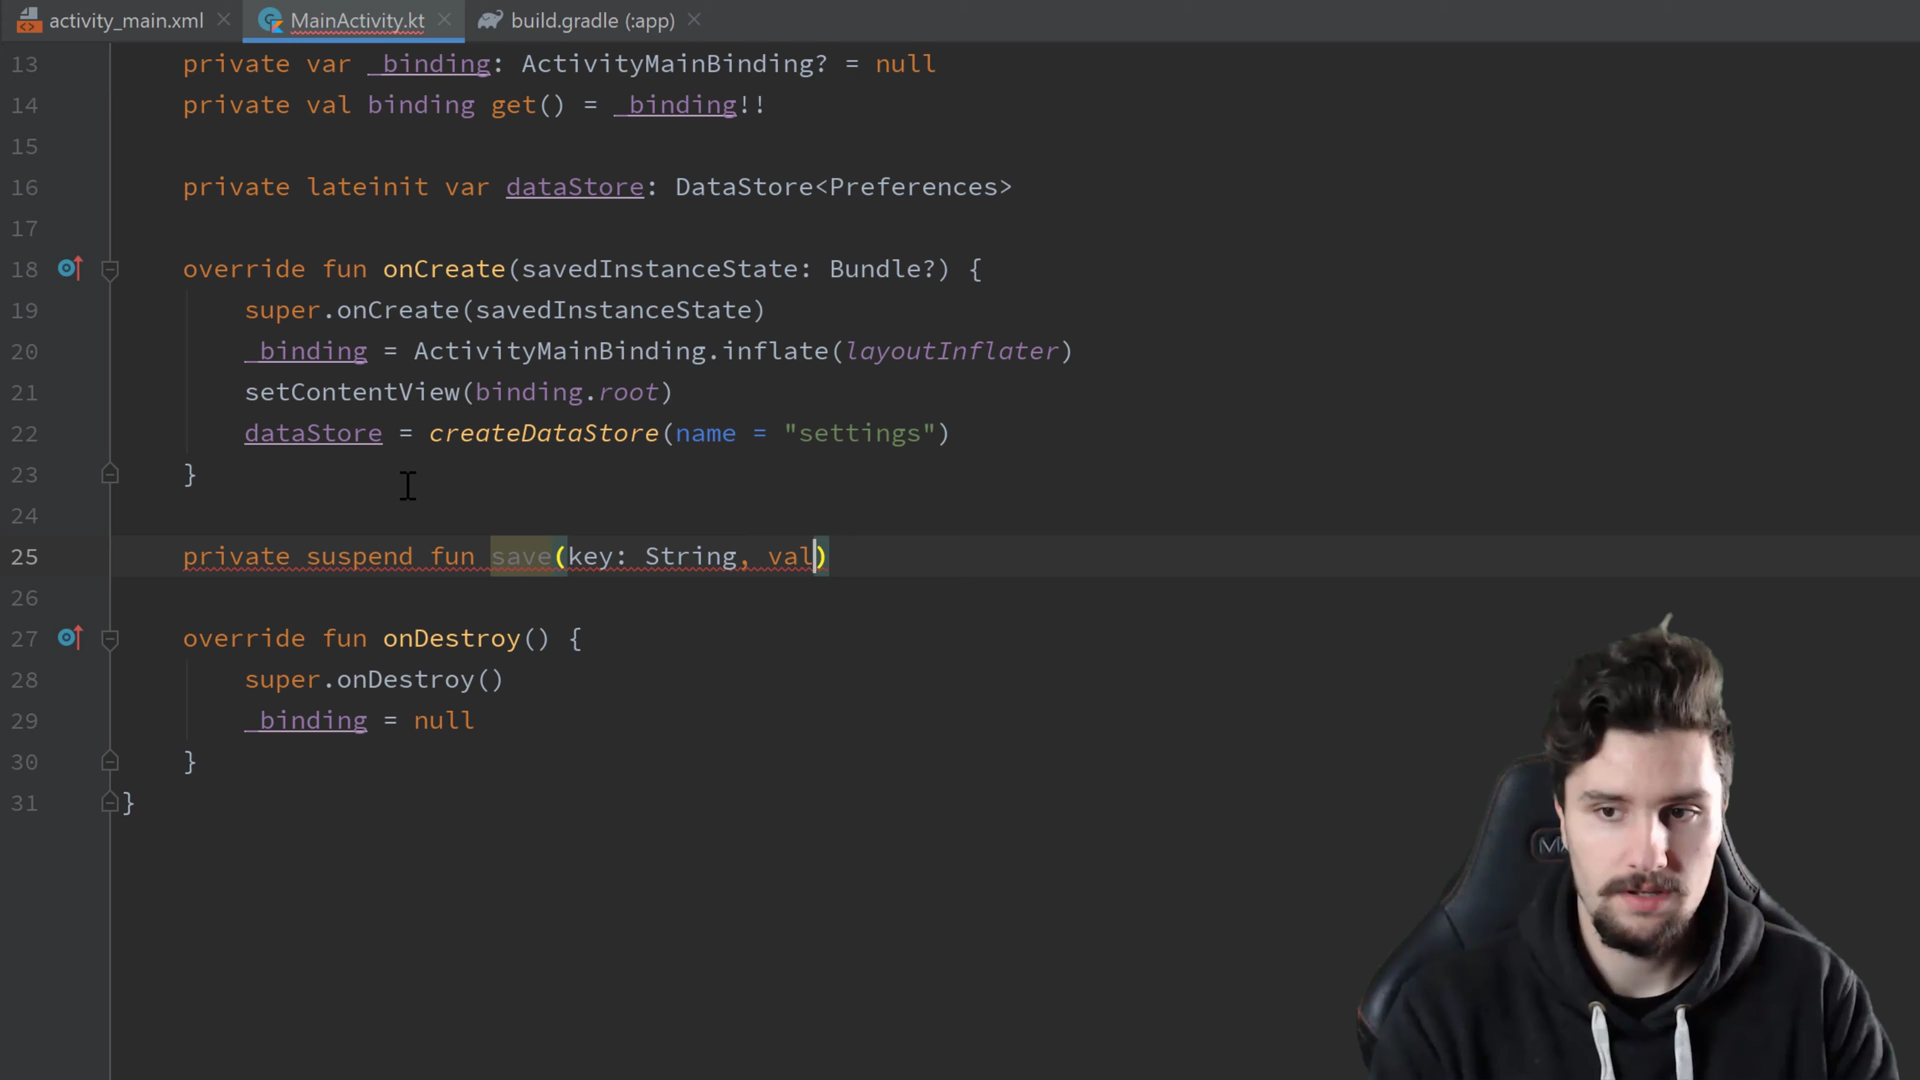 activity_main.xml MainActivity.kt build.gradle (:app)
13 private var _binding: ActivityMainBinding? = null
14 private val binding get() = _binding!!
15
16 private lateinit var dataStore: DataStore<Preferences>
17
18 override fun onCreate(savedInstanceState: Bundle?) {
19 super.onCreate(savedInstanceState)
20 _binding = ActivityMainBinding.inflate(layoutInflater)
21 setContentView(binding.root)
22 dataStore = createDataStore(name = "settings")
23 }
24
25 private suspend fun save(key: String, val)
26
27 override fun onDestroy() {
28 super.onDestroy()
29 _binding = null
30 }
31 }